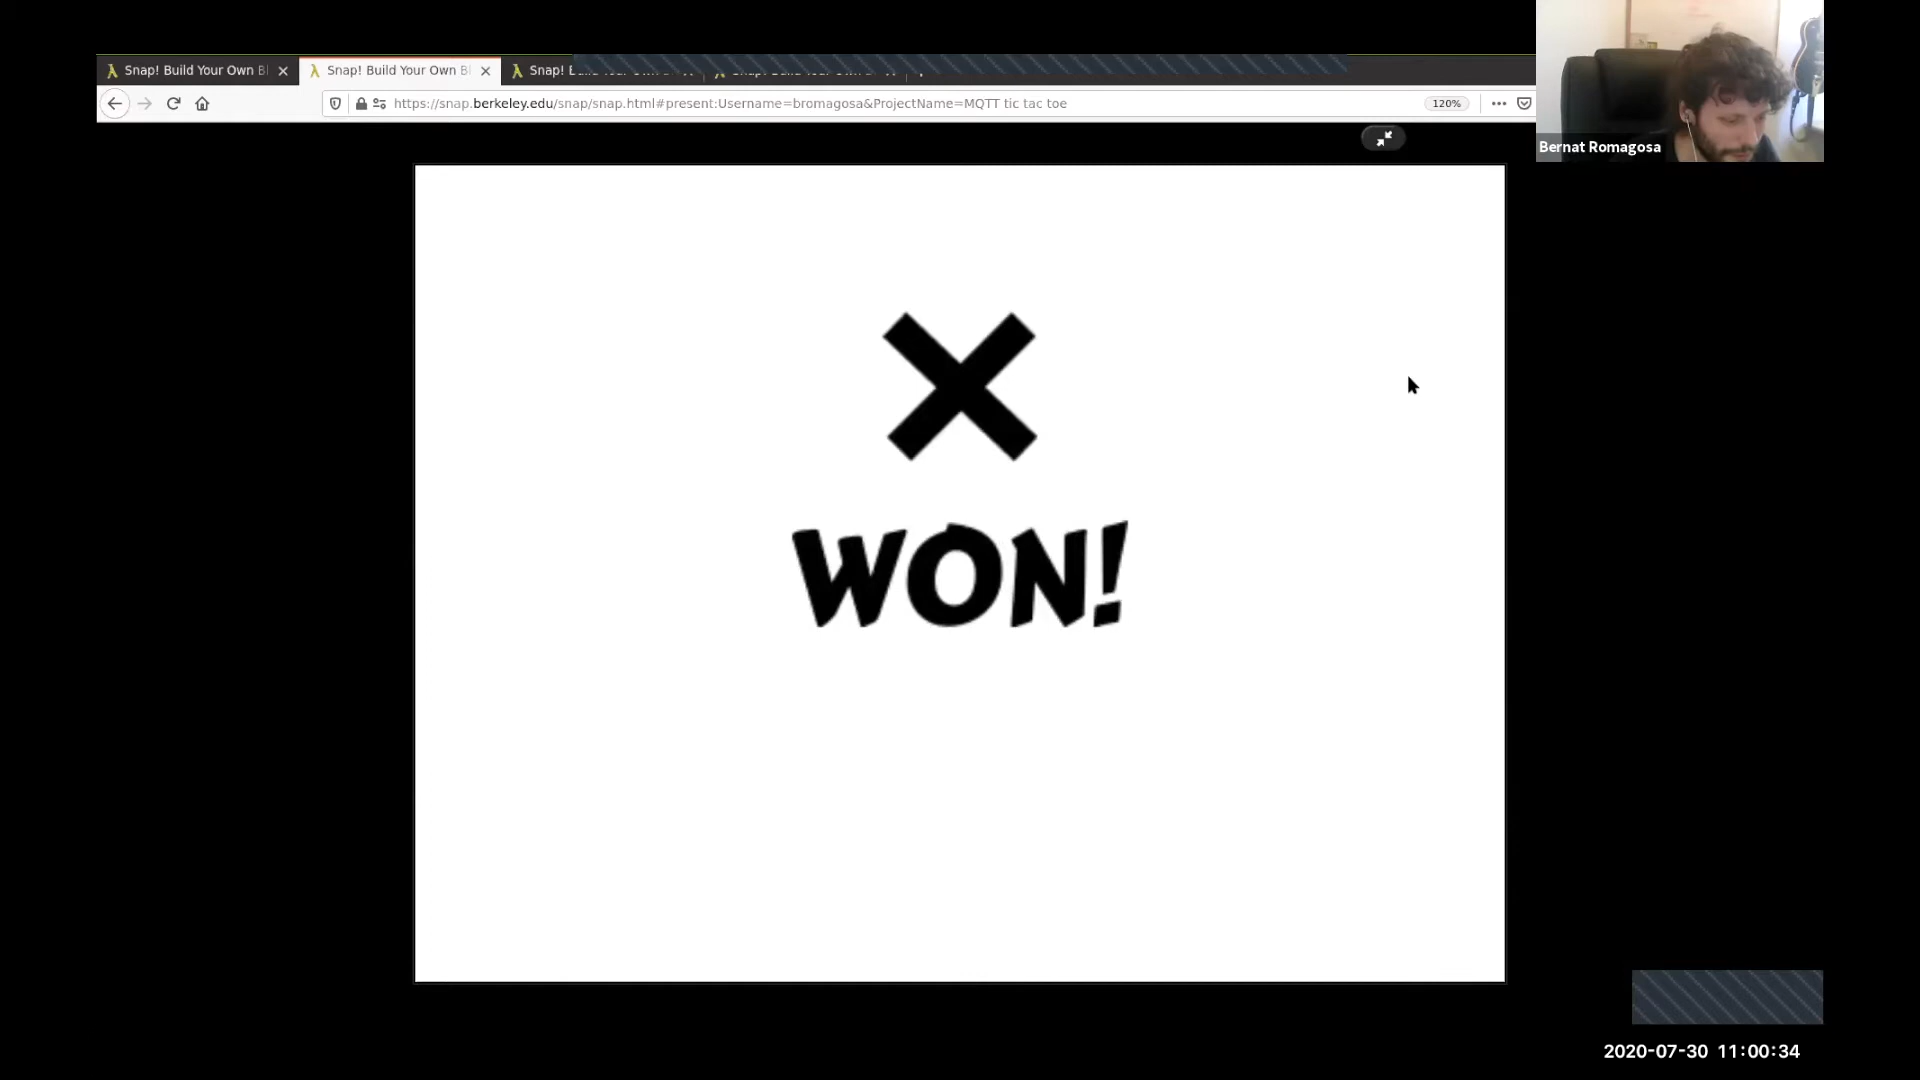 Snap! Build Your Own Bl
Snap! Build Your Own Bl
Snap!
https://snap.berkeley.edu/snap/snap.html#present:Username=bromagosa&ProjectName=MQTT tic tac toe
120%
Bernat Romagosa
WON!
2020-07-30 11:00:34